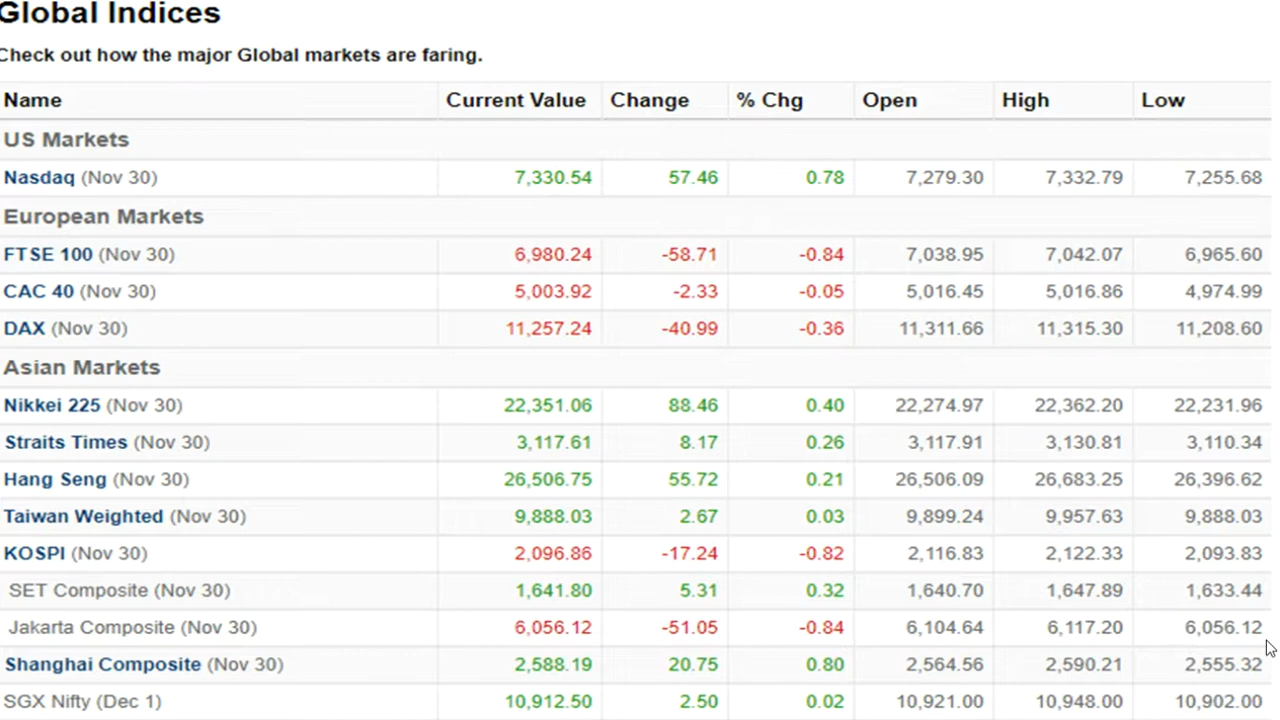 Global Indices
Check out how the major Global markets are faring.
Name Current Value Change % Chg Open High Low
US Markets
Nasdaq (Nov 30) 7,330.54 57.46 0.78 7,279.30 7,332.79 7,255.68
European Markets
FTSE 100 (Nov 30) 6,980.24 -58.71 -0.84 7,038.95 7,042.07 6,965.60
CAC 40 (Nov 30) 5,003.92 -2.33 -0.05 5,016.45 5,016.86 4,974.99
DAX (Nov 30) 11,257.24 -40.99 -0.36 11,311.66 11,315.30 11,208.60
Asian Markets
Nikkei 225 (Nov 30) 22,351.06 88.46 0.40 22,274.97 22,362.20 22,231.96
Straits Times (Nov 30) 3,117.61 8.17 0.26 3,117.91 3,130.81 3,110.34
Hang Seng (Nov 30) 26,506.75 55.72 0.21 26,506.09 26,683.25 26,396.62
Taiwan Weighted (Nov 30) 9,888.03 2.67 0.03 9,899.24 9,957.63 9,888.03
KOSPI (Nov 30) 2,096.86 -17.24 -0.82 2,116.83 2,122.33 2,093.83
SET Composite (Nov 30) 1,641.80 5.31 0.32 1,640.70 1,647.89 1,633.44
Jakarta Composite (Nov 30) 6,056.12 -51.05 -0.84 6,104.64 6,117.20 6,056.12
Shanghai Composite (Nov 30) 2,588.19 20.75 0.80 2,564.56 2,590.21 2,555.32
SGX Nifty (Dec 1) 10,912.50 2.50 0.02 10,921.00 10,948.00 10,902.00